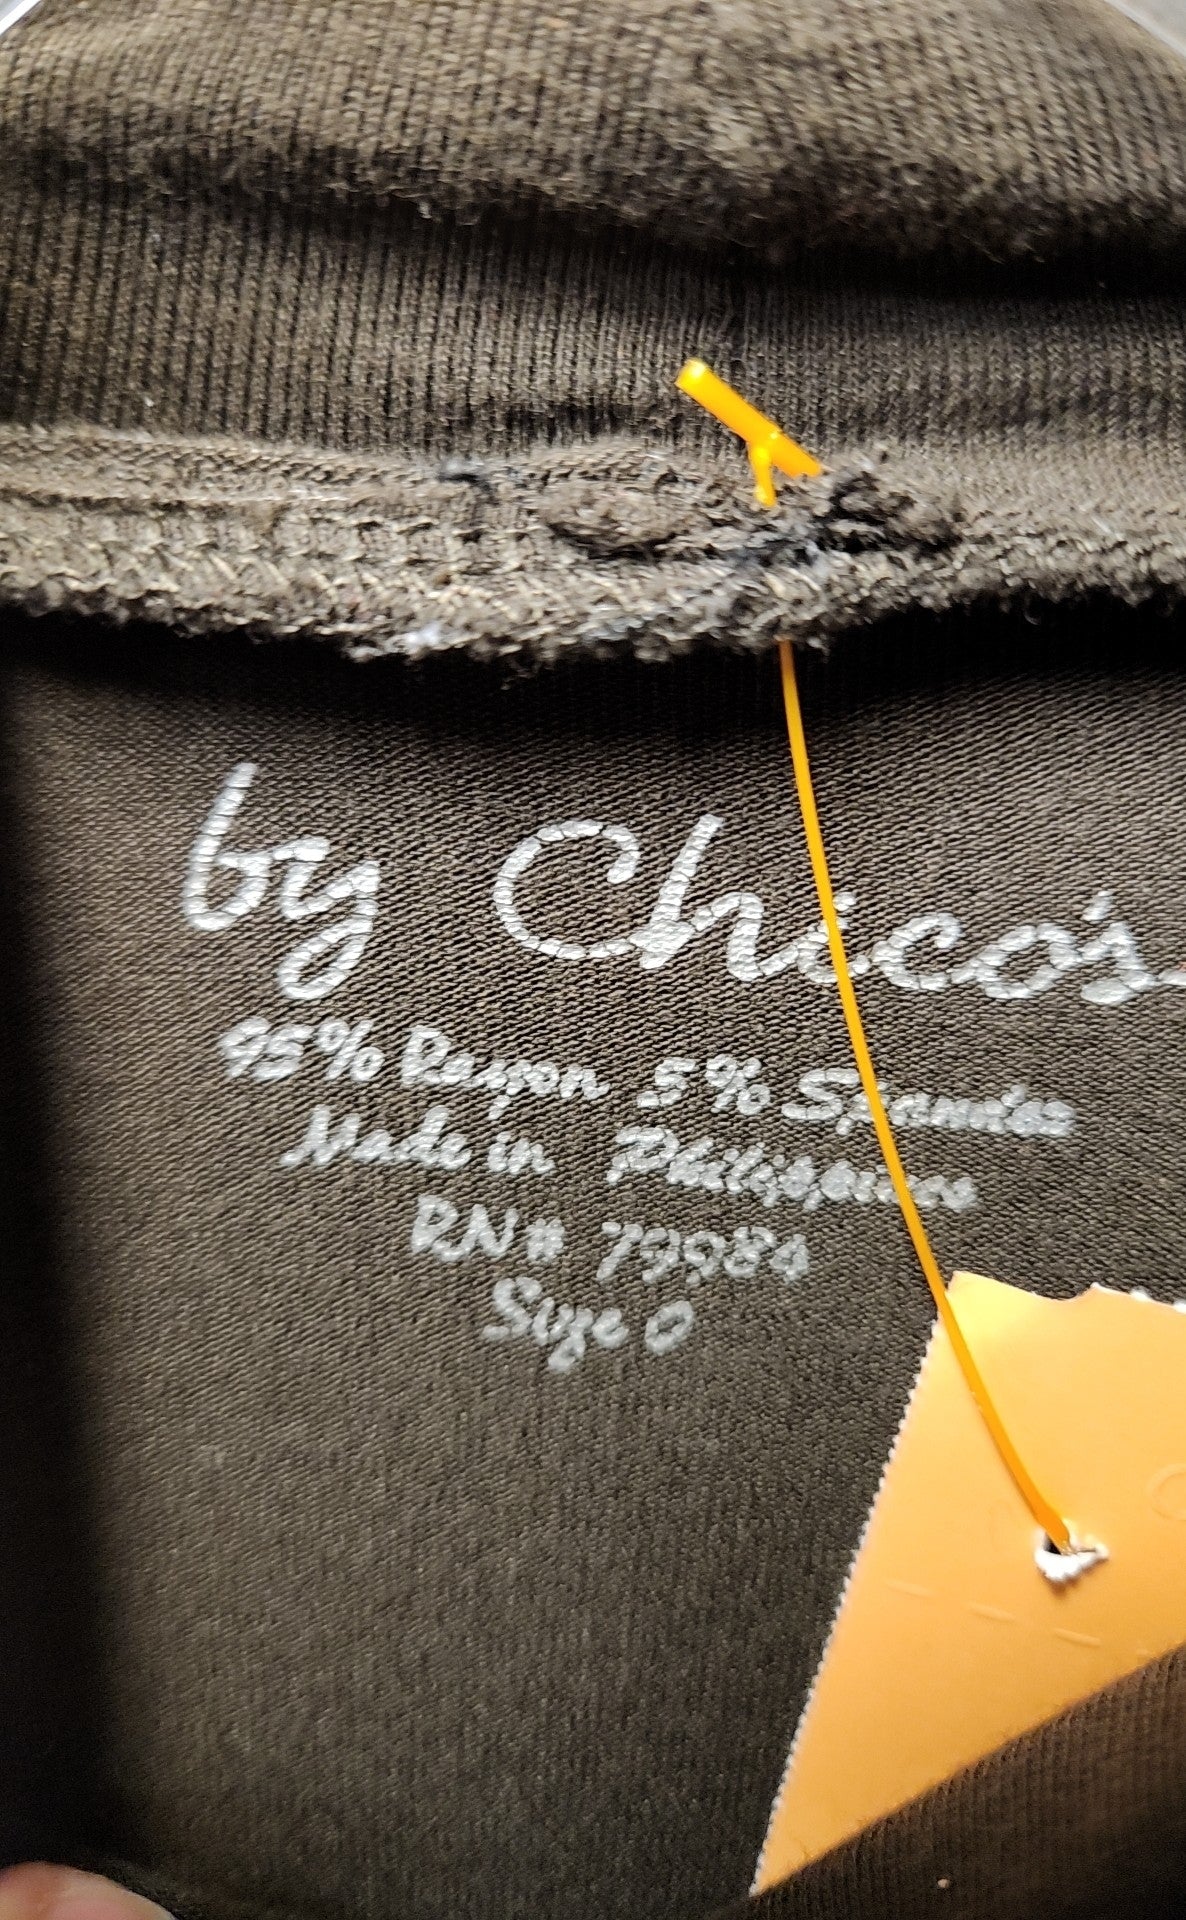 by Chico's
95% Rayon 5% Spandex
Made in Philippines
RN# 79984
Size 0